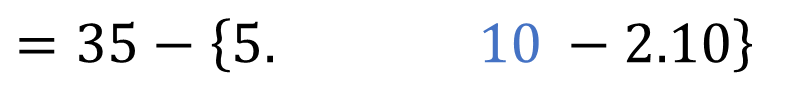 = 35 − {5. 10 − 2.10}